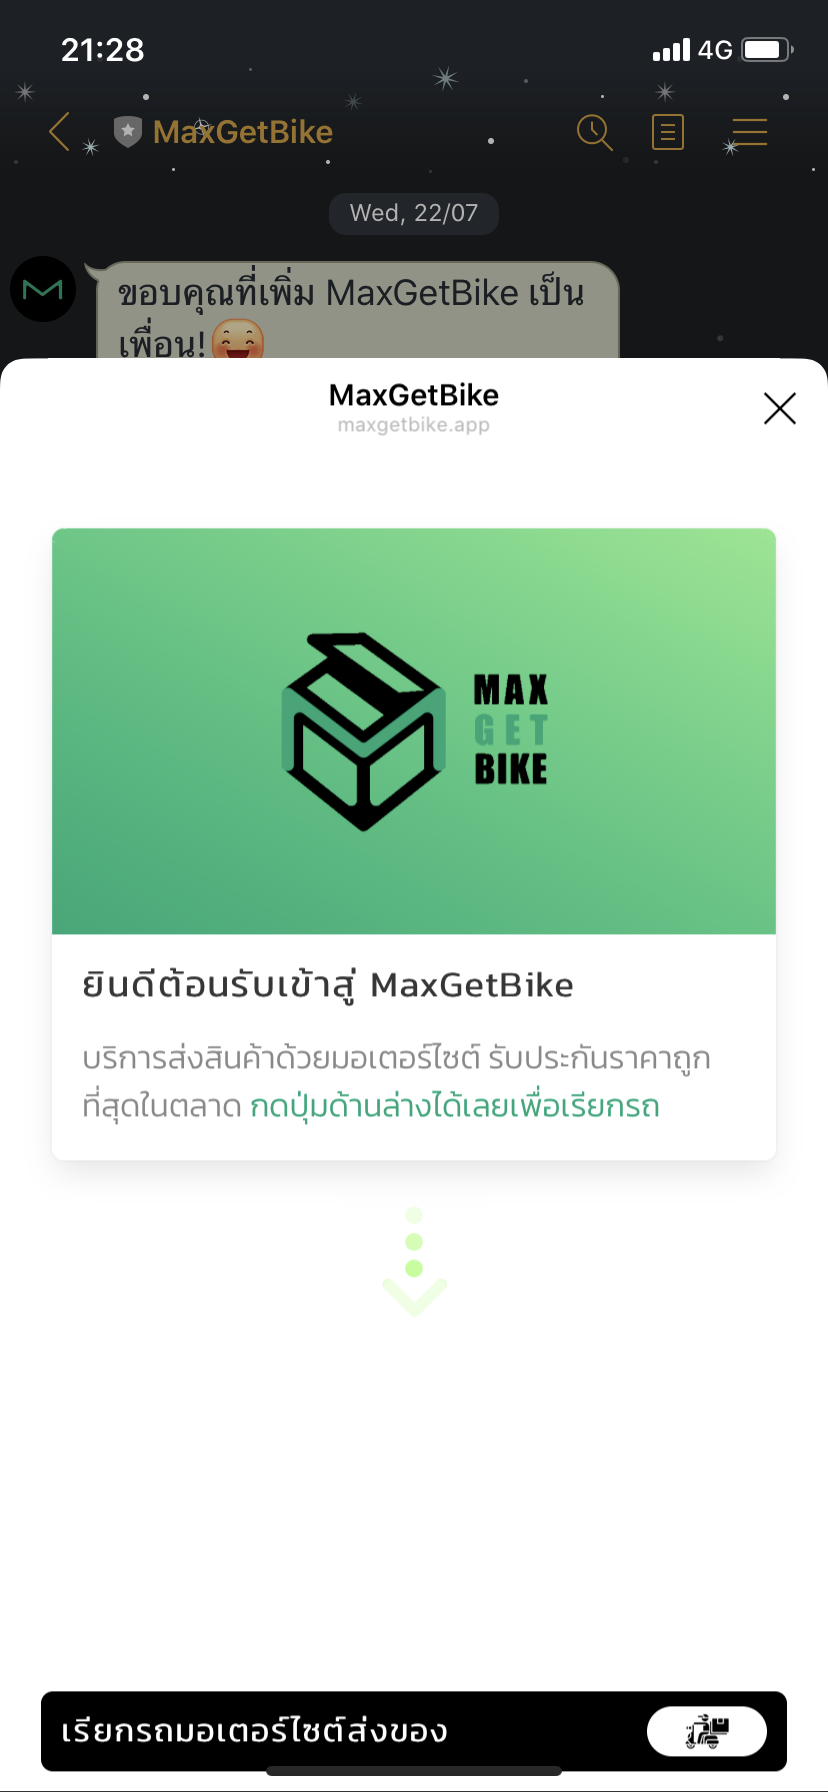 21:28
4G
MaxGetBike
Wed, 22/07
ขอบคุณที่เพิ่ม MaxGetBike เป็น
เพื่อน!
MaxGetBike
maxgetbike.app
MAX
GET
BIKE
ยินดีต้อนรับเข้าสู่ MaxGetBike
บริการส่งสินค้าด้วยมอเตอร์ไซต์ รับประกันราคาถูก
ที่สุดในตลาด กดปุ่มด้านล่างได้เลยเพื่อเรียกรถ
เรียกรถมอเตอร์ไซต์ส่งของ